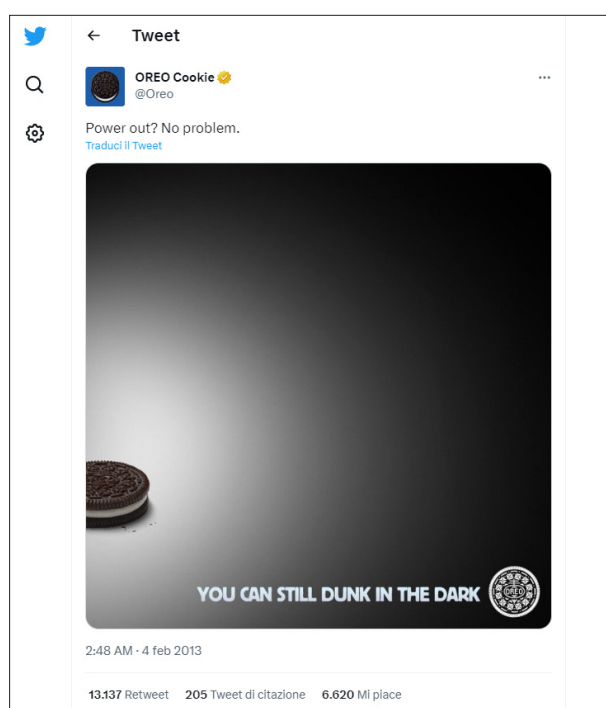 Tweet
OREO Cookie
@Oreo
Power out? No problem.
Traduci il Tweet
YOU CAN STILL DUNK IN THE DARK
OREO
2:48 AM · 4 feb 2013
13.137 Retweet 205 Tweet di citazione 6.620 Mi piace